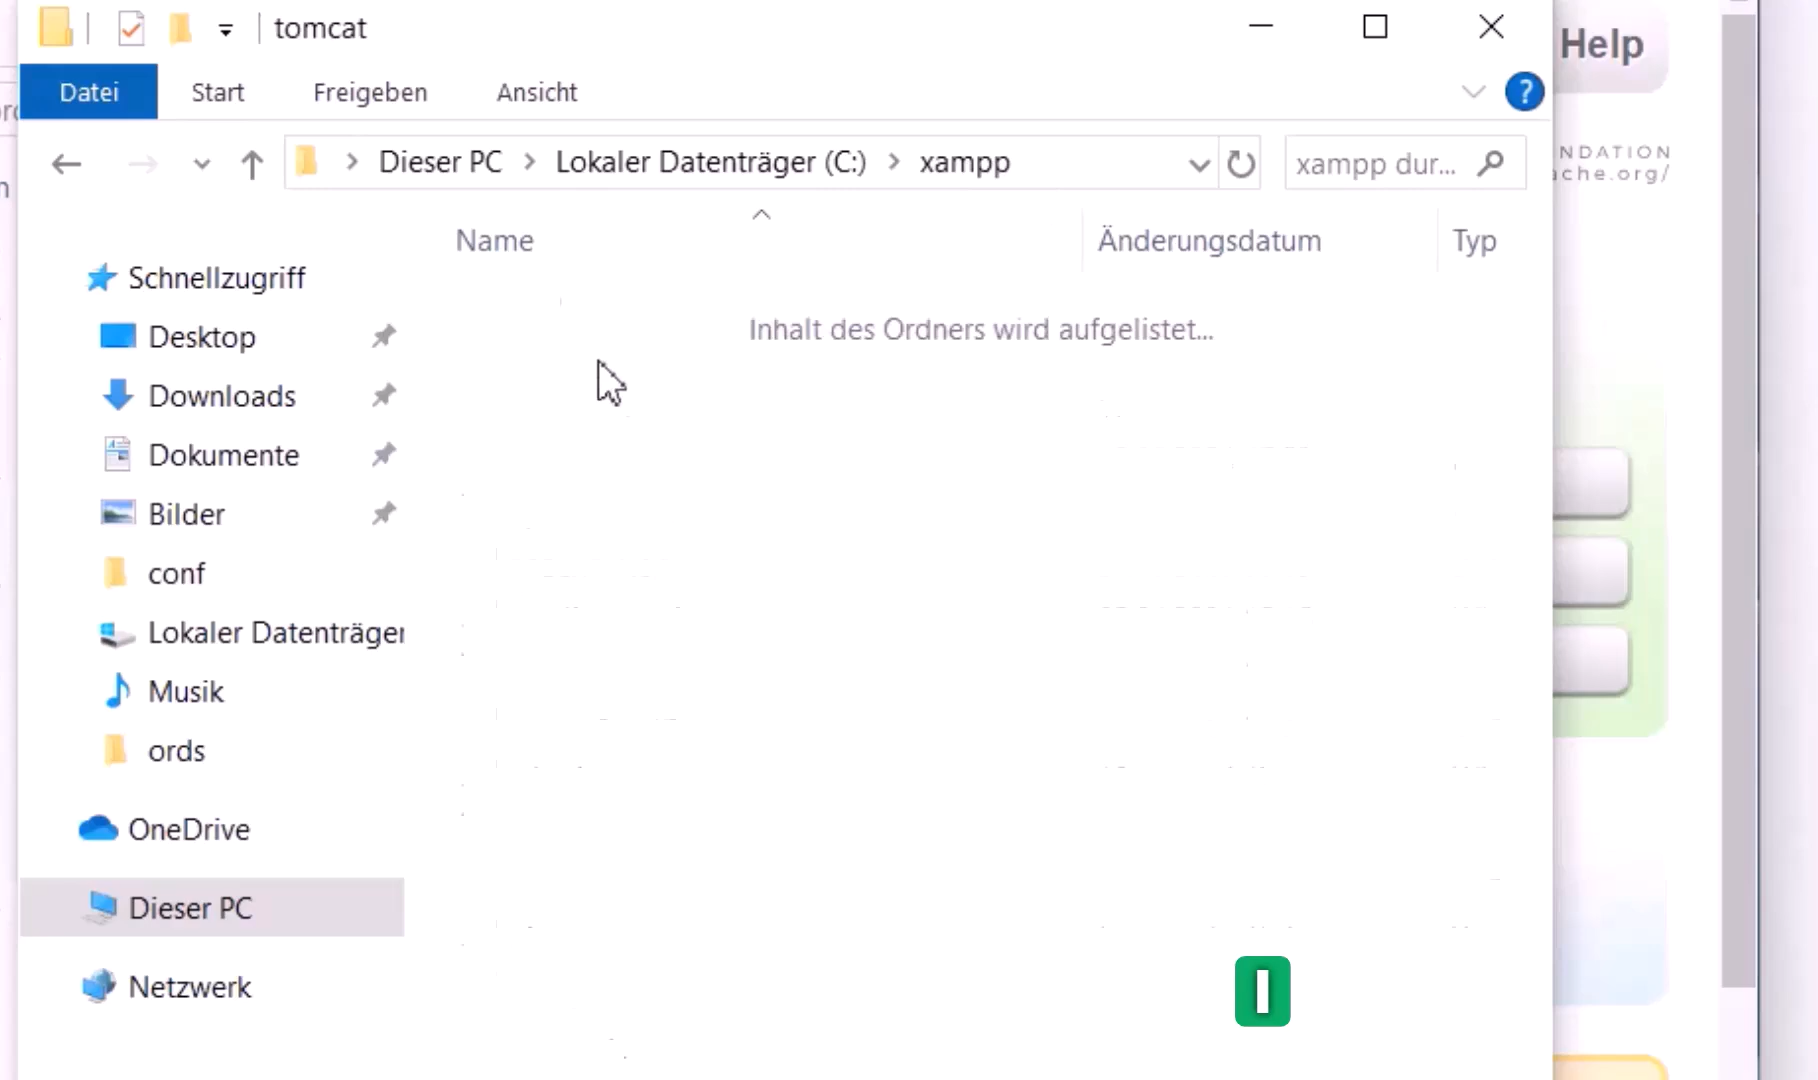 tomcat
Help
Datei Start Freigeben Ansicht ?
Dieser PC Lokaler Datenträger (C:) xampp
xampp dur...
NDATION
ache.org/
Name Änderungsdatum Typ
Schnellzugriff
Inhalt des Ordners wird aufgelistet...
Desktop
Downloads
Dokumente
Bilder
conf
Lokaler Datenträger
Musik
ords
OneDrive
Dieser PC
Netzwerk
I